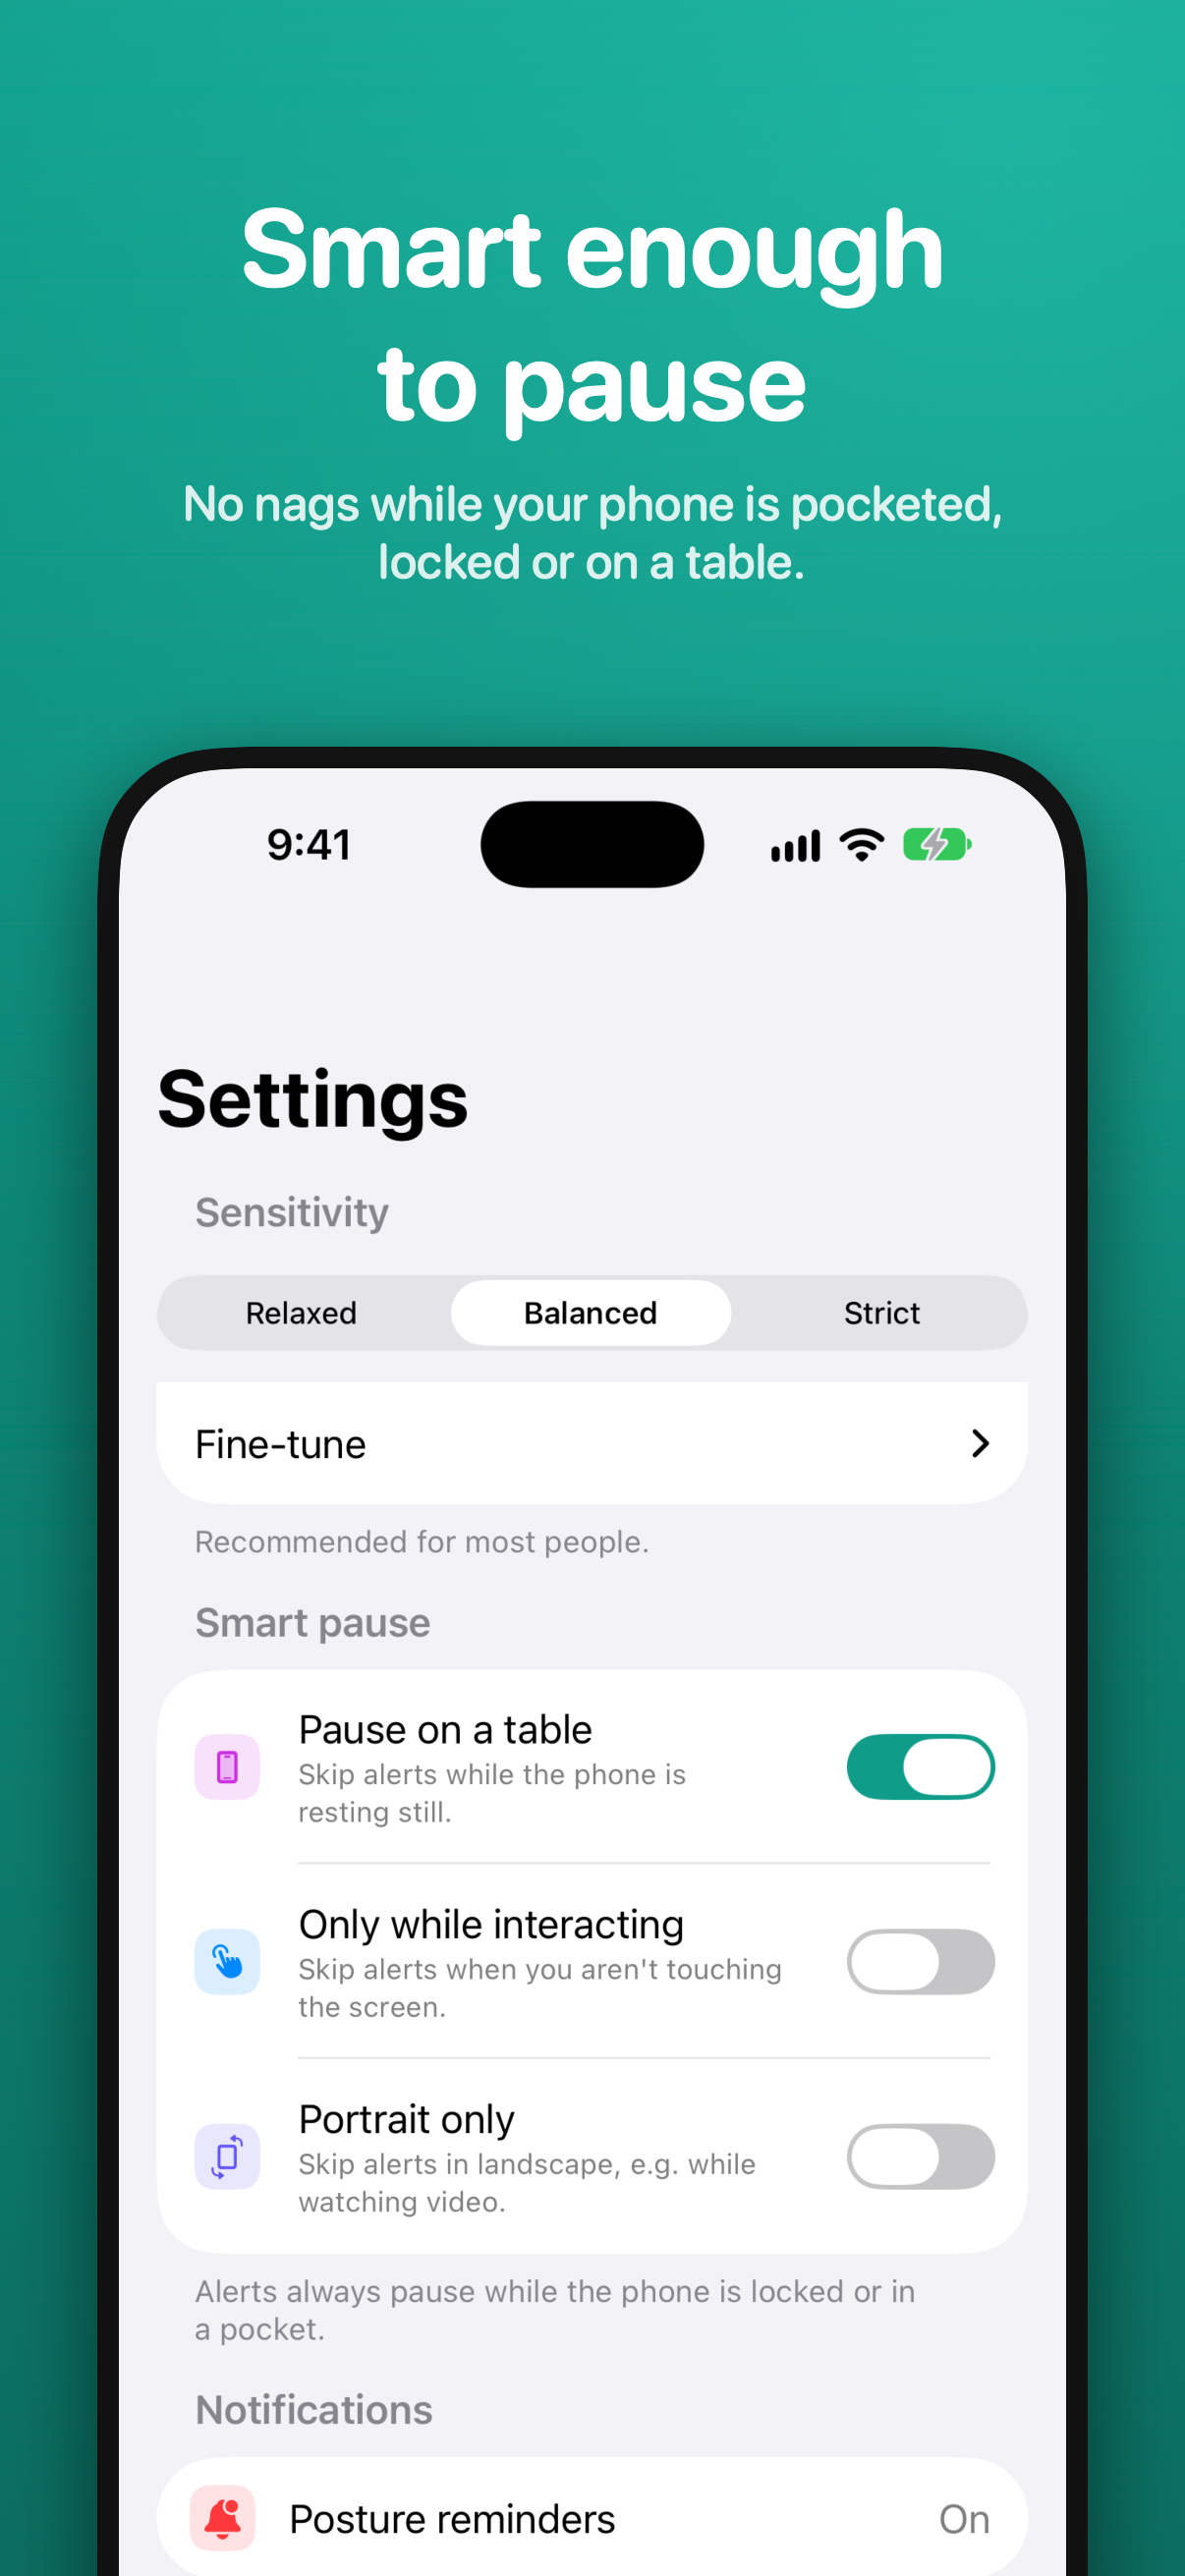 Smart enough
to pause
No nags while your phone is pocketed,
locked or on a table.
9:41
Settings
Sensitivity
Relaxed Balanced Strict
Fine-tune
Recommended for most people.
Smart pause
Pause on a table
Skip alerts while the phone is
resting still.
Only while interacting
Skip alerts when you aren't touching
the screen.
Portrait only
Skip alerts in landscape, e.g. while
watching video.
Alerts always pause while the phone is locked or in
a pocket.
Notifications
Posture reminders On